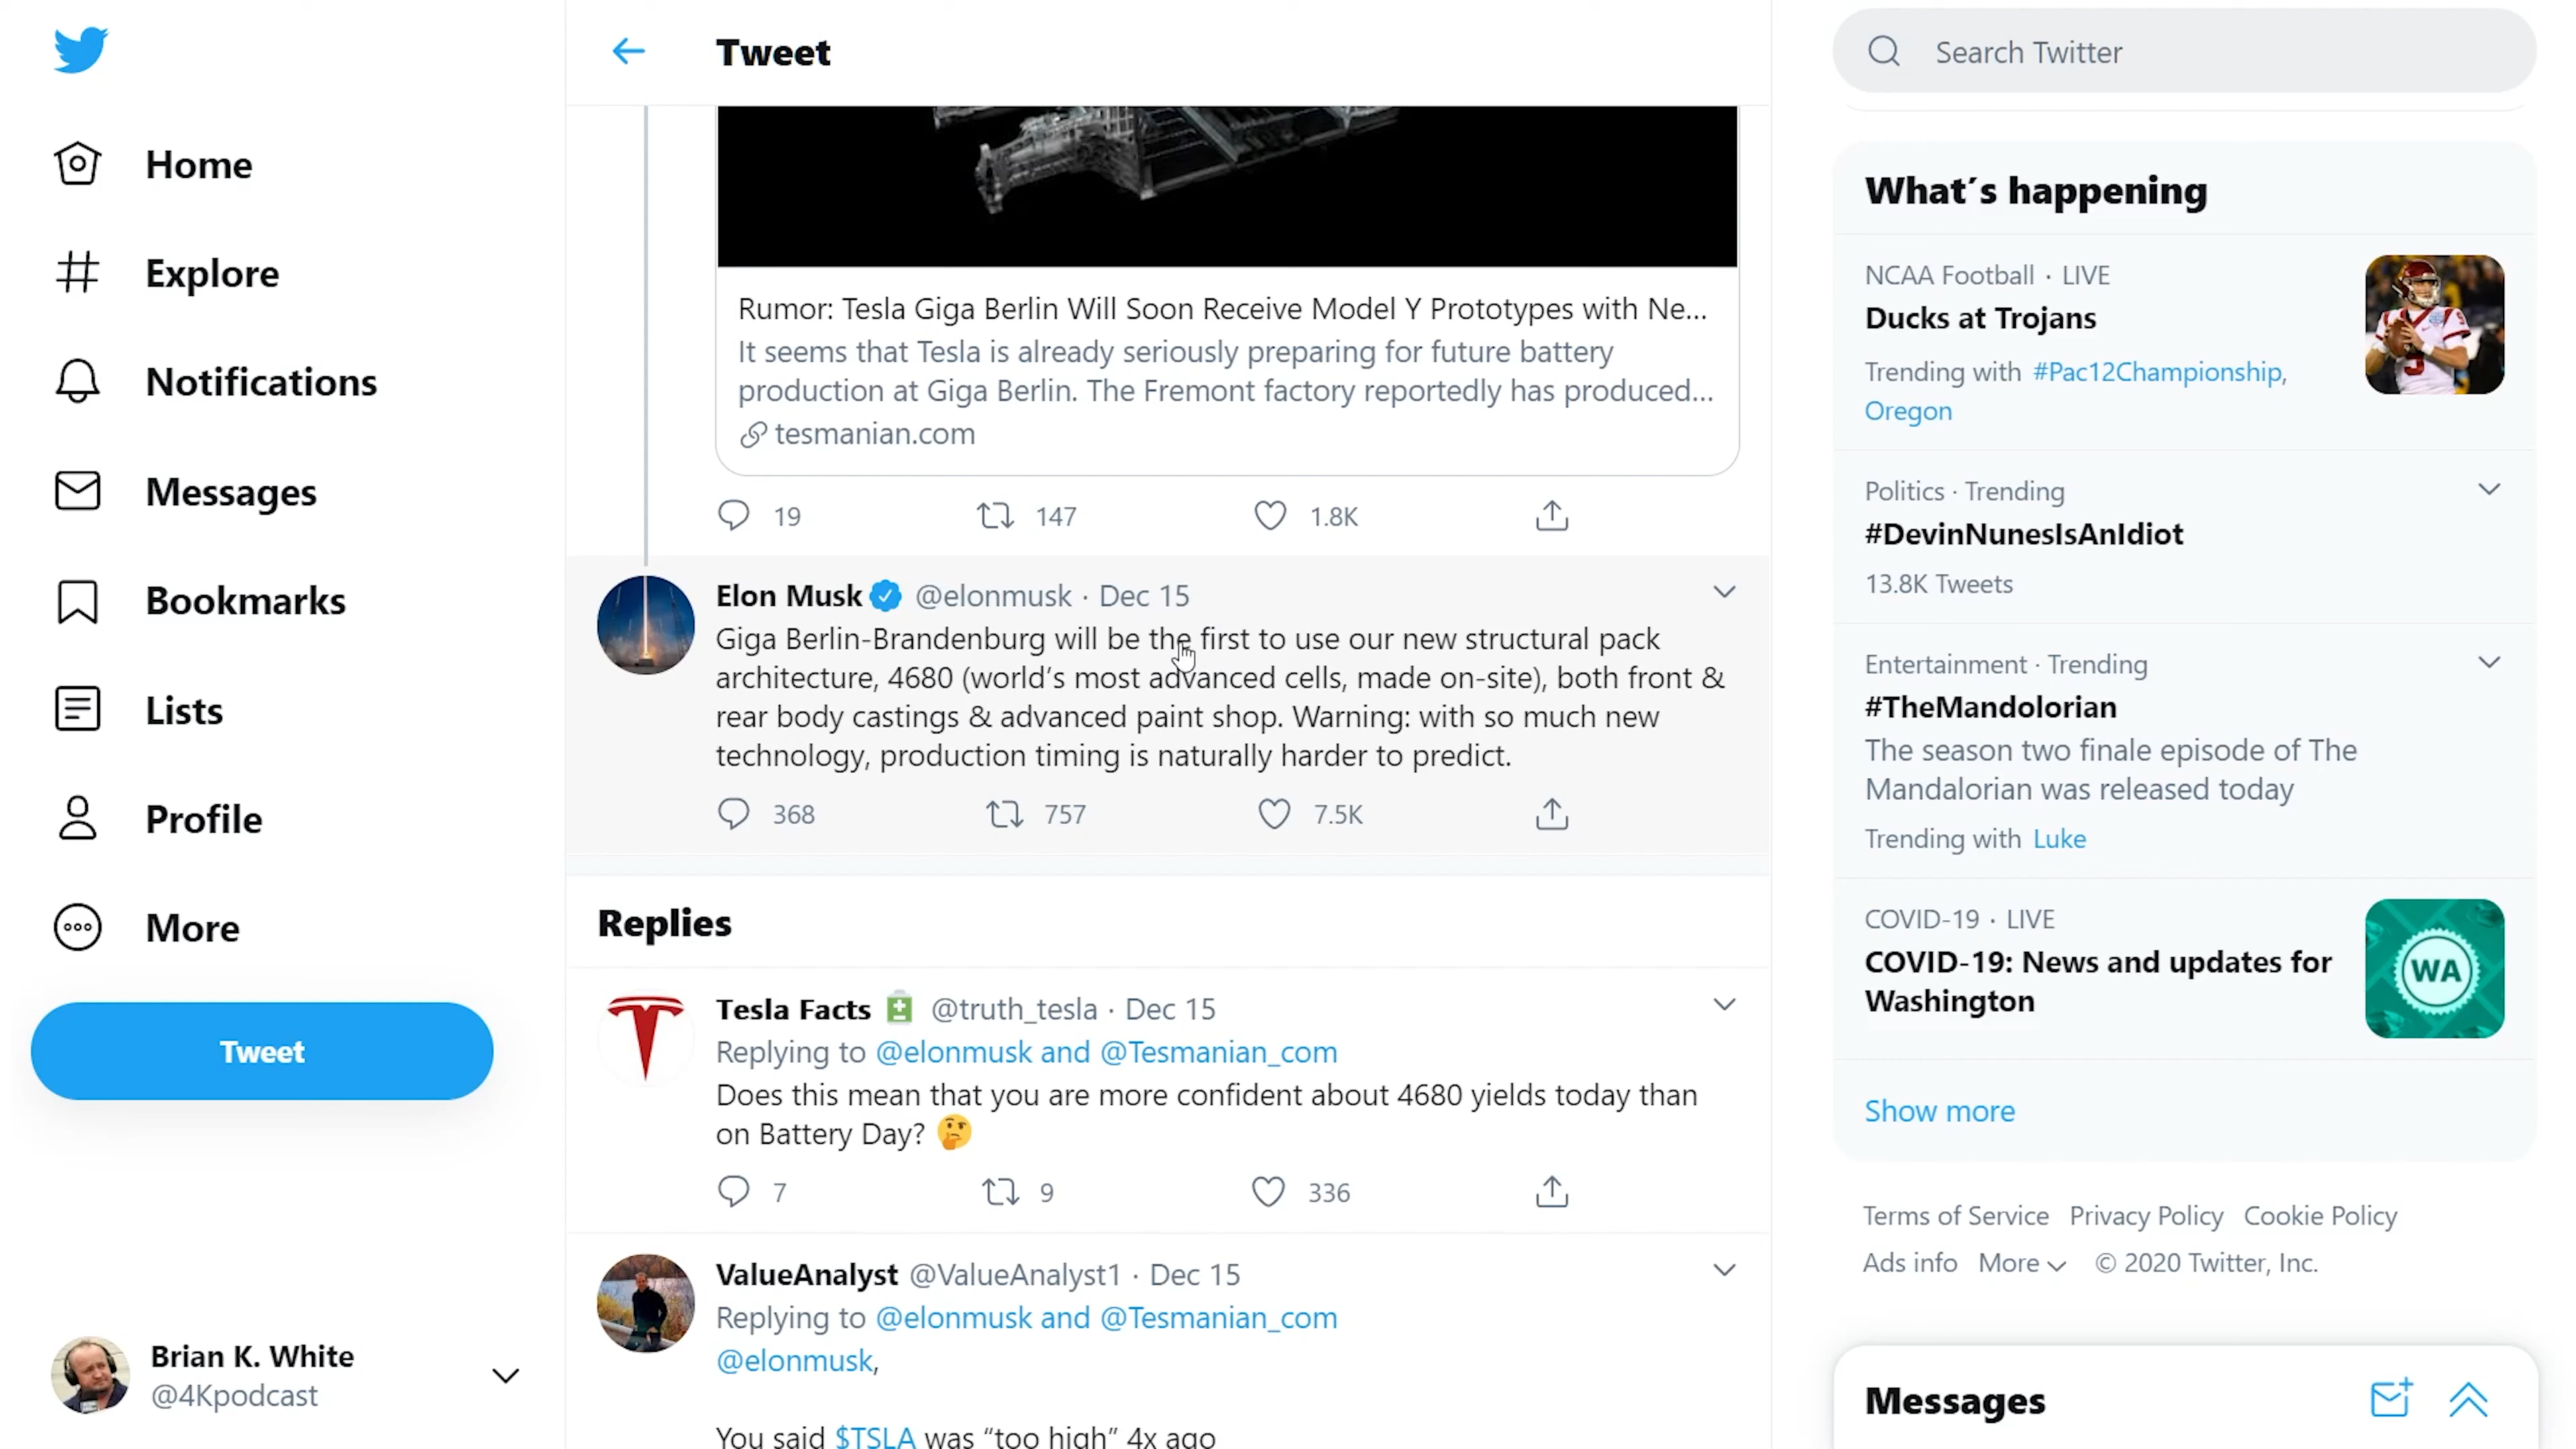 Home
Explore
Notifications
Messages
Bookmarks
Lists
Profile
More
Tweet
Brian K. White
@4Kpodcast
Tweet
Rumor: Tesla Giga Berlin Will Soon Receive Model Y Prototypes with Ne...
It seems that Tesla is already seriously preparing for future battery
production at Giga Berlin. The Fremont factory reportedly has produced...
tesmanian.com
19 147 1.8K
Elon Musk @elonmusk · Dec 15
Giga Berlin-Brandenburg will be the first to use our new structural pack
architecture, 4680 (world’s most advanced cells, made on-site), both front &
rear body castings & advanced paint shop. Warning: with so much new
technology, production timing is naturally harder to predict.
368 757 7.5K
Replies
Tesla Facts @truth_tesla · Dec 15
Replying to @elonmusk and @Tesmanian_com
Does this mean that you are more confident about 4680 yields today than
on Battery Day? 🤔
7 9 336
ValueAnalyst @ValueAnalyst1 · Dec 15
Replying to @elonmusk and @Tesmanian_com
@elonmusk,
You said $TSLA was “too high” 4x ago
Search Twitter
What´s happening
NCAA Football · LIVE
Ducks at Trojans
Trending with #Pac12Championship,
Oregon
Politics · Trending
#DevinNunesIsAnIdiot
13.8K Tweets
Entertainment · Trending
#TheMandolorian
The season two finale episode of The
Mandalorian was released today
Trending with Luke
COVID-19 · LIVE
COVID-19: News and updates for
Washington
WA
Show more
Terms of Service Privacy Policy Cookie Policy
Ads info More © 2020 Twitter, Inc.
Messages